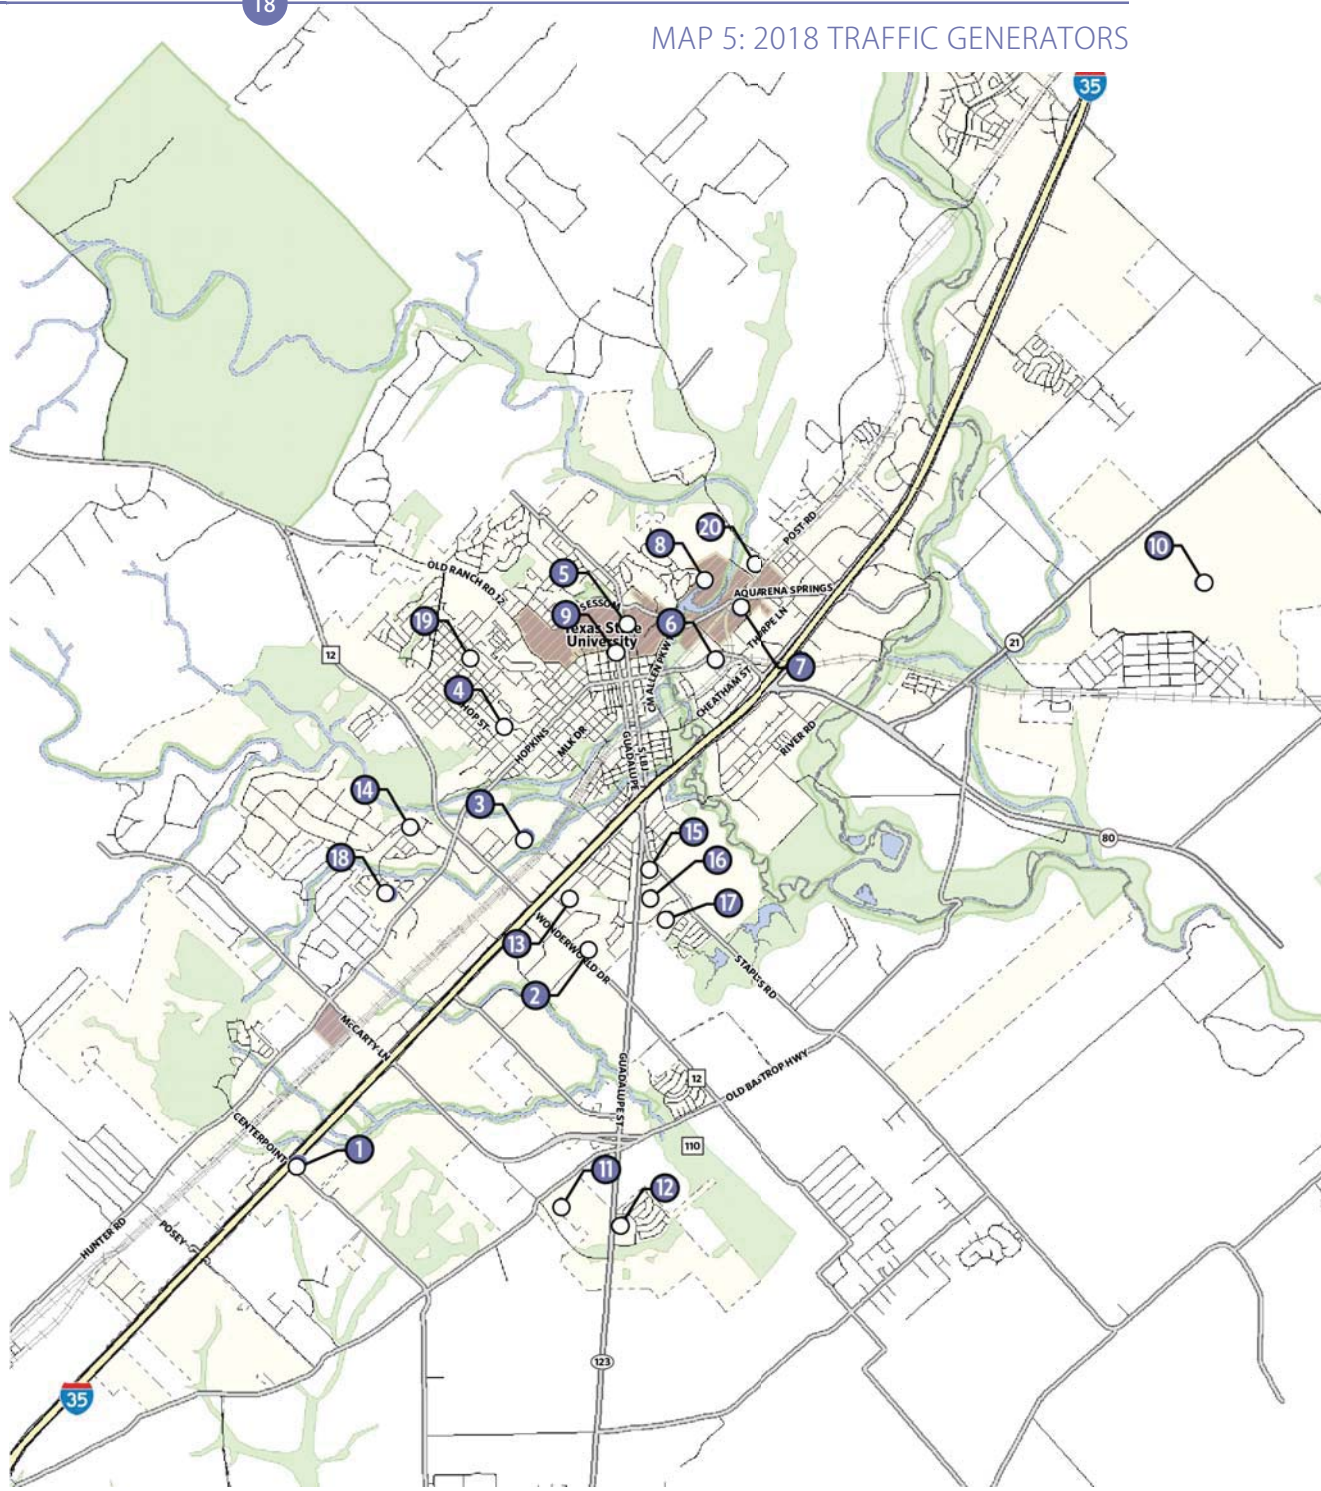 18
MAP 5: 2018 TRAFFIC GENERATORS
35
20
POST RD
8
10
5
OLD RANCH RD 12
AQUARENA SPRINGS
SESSOM
9
19
6
THORPE LN
Texas State
University
21
12
7
CM ALLEN PKWY
4
CHEATHAM ST
HOP ST
HOPKINS
MLK DR
RIVER RD
GUADALUPE
S LBJ
14
3
15
80
18
16
17
13
WONDERWORLD DR
STAPLES RD
2
McCARTY LN
GUADALUPE ST
12
OLD BASTROP HWY
CENTERPOINT
110
1
11
12
HUNTER RD
POSEY
123
35